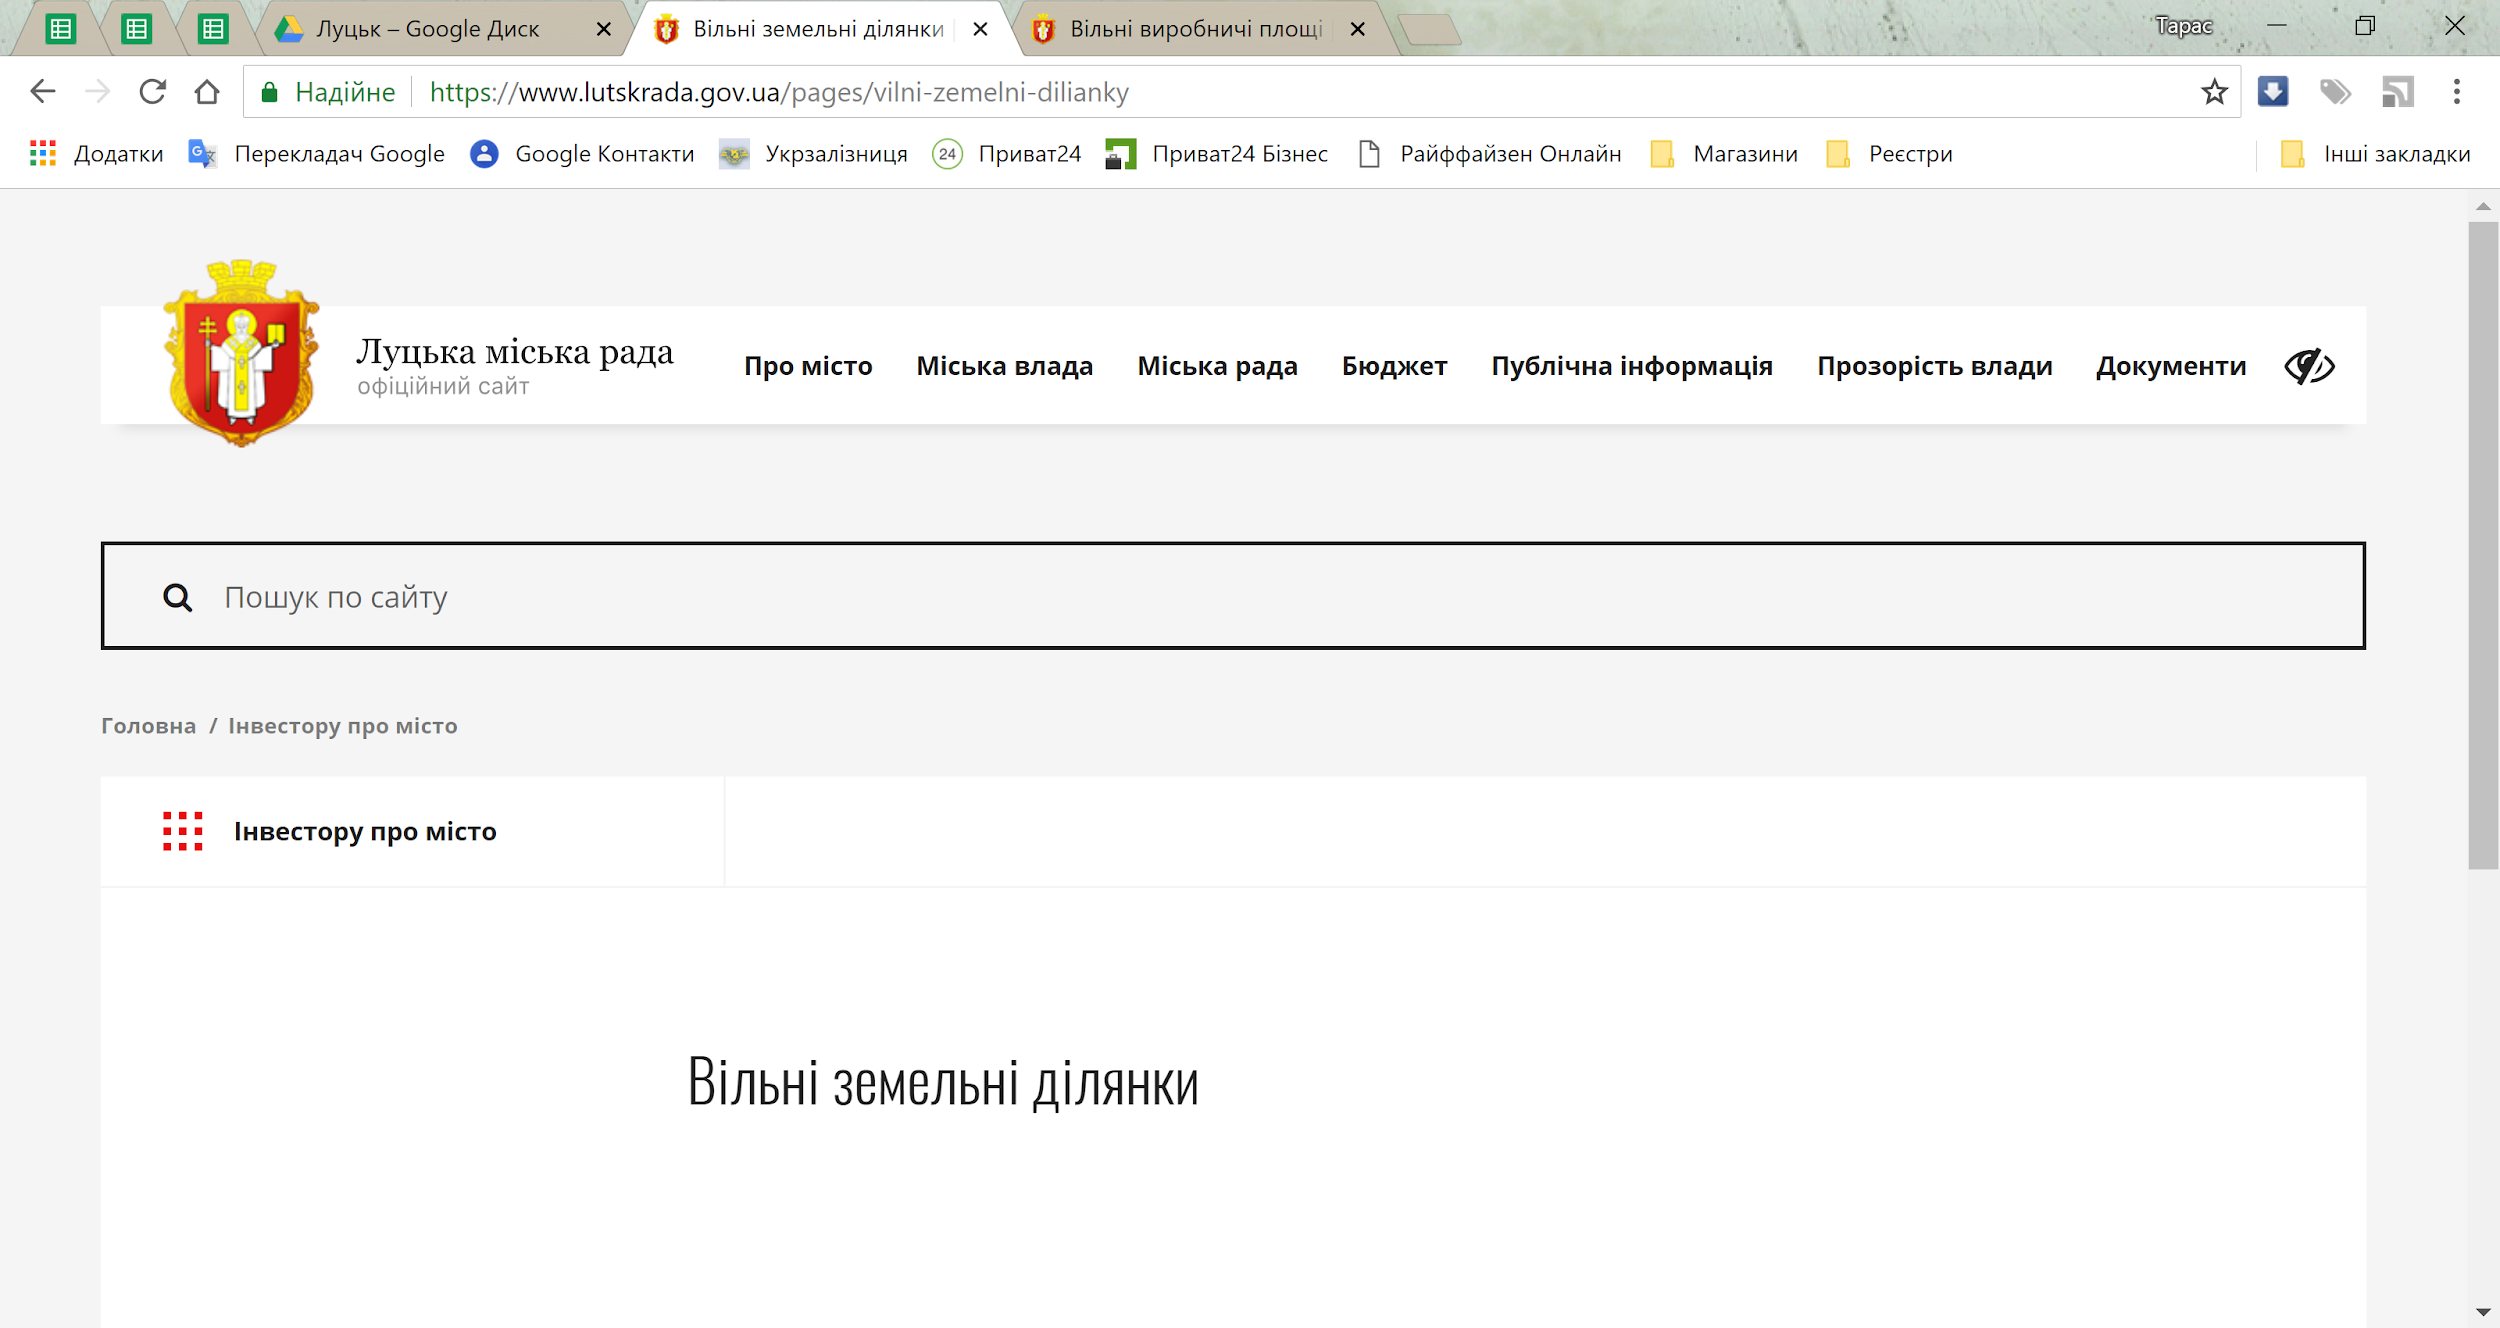 Луцьк – Google Диск
Вільні земельні ділянки
Вільні виробничі площі
Тарас
Надійне
https://www.lutskrada.gov.ua/pages/vilni-zemelni-dilianky
Додатки
Перекладач Google
Google Контакти
Укрзалізниця
24
Приват24
Приват24 Бізнес
Райффайзен Онлайн
Магазини
Реєстри
Інші закладки
Луцька міська рада
офіційний сайт
Про місто
Міська влада
Міська рада
Бюджет
Публічна інформація
Прозорість влади
Документи
Пошук по сайту
Головна / Інвестору про місто
Інвестору про місто
Вільні земельні ділянки